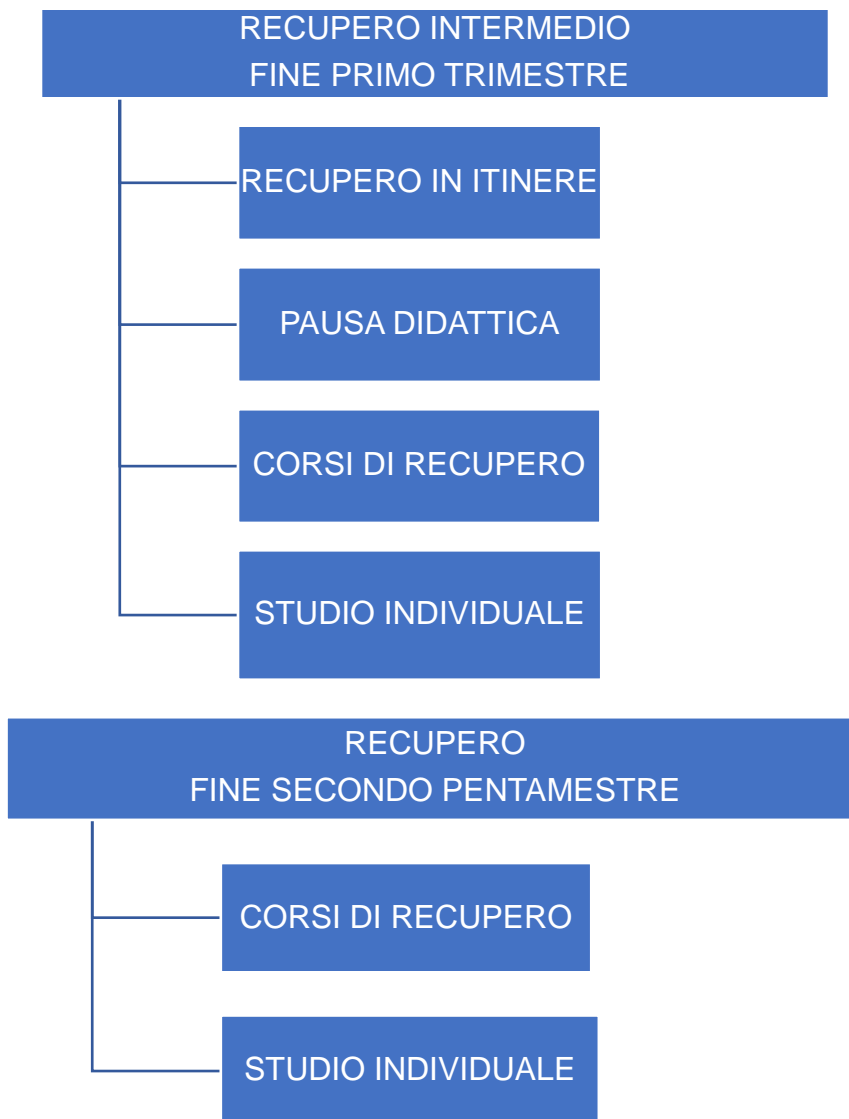 RECUPERO INTERMEDIO
FINE PRIMO TRIMESTRE
RECUPERO IN ITINERE
PAUSA DIDATTICA
CORSI DI RECUPERO
STUDIO INDIVIDUALE
RECUPERO
FINE SECONDO PENTAMESTRE
CORSI DI RECUPERO
STUDIO INDIVIDUALE